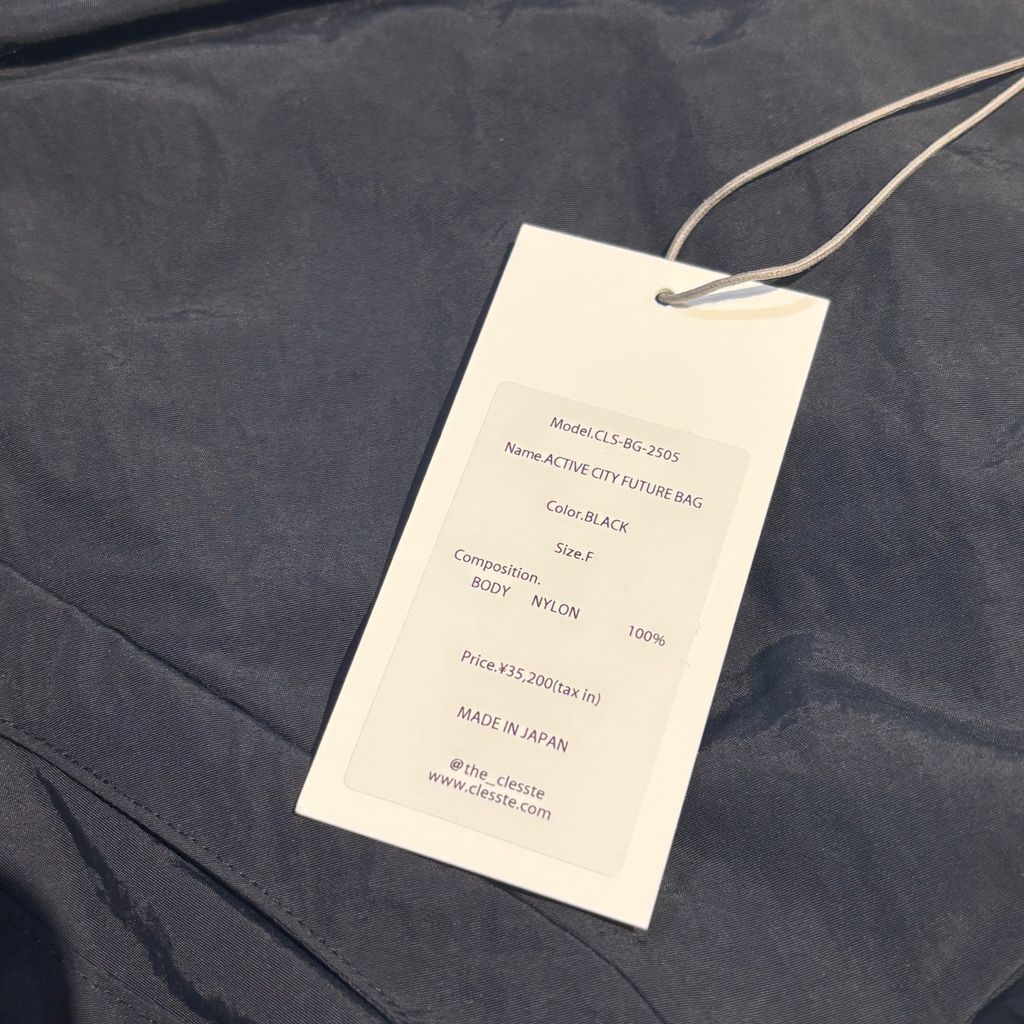 Model.CLS-BG-2505
Name.ACTIVE CITY FUTURE BAG
Color.BLACK
Size.F
Composition.
BODY NYLON 100%
Price.¥35,200(tax in)
MADE IN JAPAN
@the_clesste
www.clesste.com